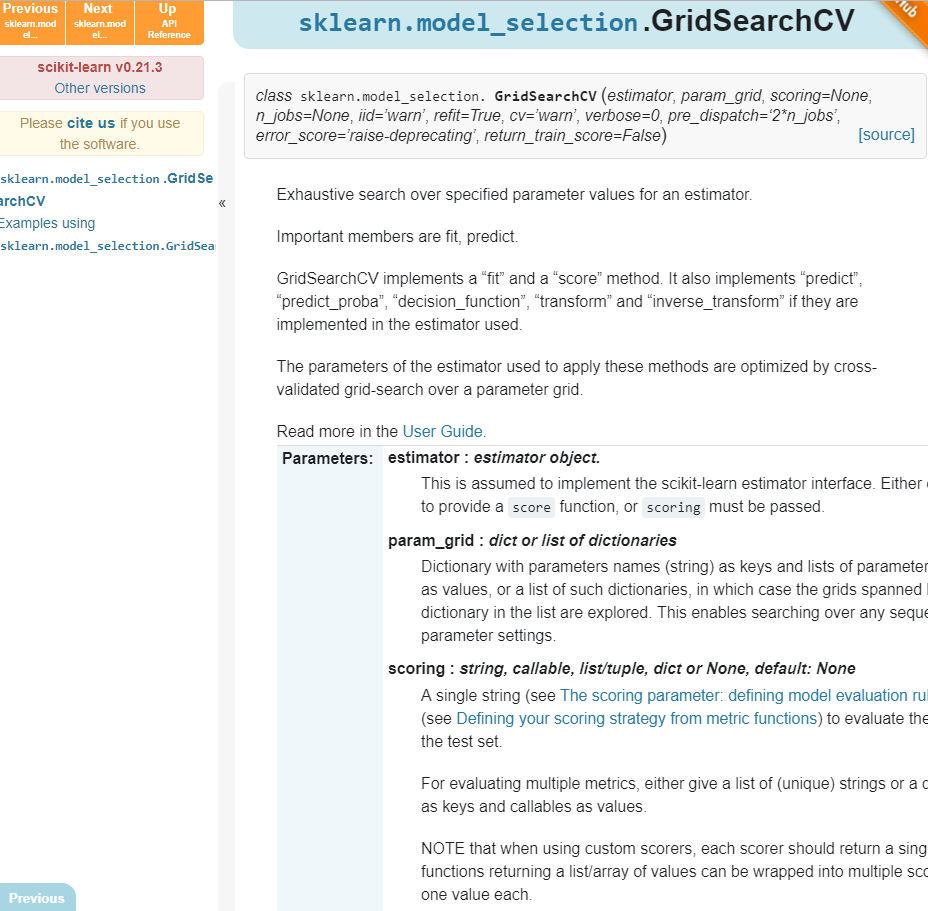 Previous
sklearn.mod
el...
Next
sklearn.mod
el...
Up
API
Reference
scikit-learn v0.21.3
Other versions
Please cite us if you use
the software.
sklearn.model_selection.GridSe
archCV
Examples using
sklearn.model_selection.GridSea
«
sklearn.model_selection.GridSearchCV
class sklearn.model_selection. GridSearchCV (estimator, param_grid, scoring=None,
n_jobs=None, iid=’warn’, refit=True, cv=’warn’, verbose=0, pre_dispatch=‘2*n_jobs’,
error_score=’raise-deprecating’, return_train_score=False)
[source]
Exhaustive search over specified parameter values for an estimator.
Important members are fit, predict.
GridSearchCV implements a “fit” and a “score” method. It also implements “predict”,
“predict_proba”, “decision_function”, “transform” and “inverse_transform” if they are
implemented in the estimator used.
The parameters of the estimator used to apply these methods are optimized by cross-
validated grid-search over a parameter grid.
Read more in the User Guide.
Parameters:
estimator : estimator object.
This is assumed to implement the scikit-learn estimator interface. Either
to provide a score function, or scoring must be passed.
param_grid : dict or list of dictionaries
Dictionary with parameters names (string) as keys and lists of parameter
as values, or a list of such dictionaries, in which case the grids spanned
dictionary in the list are explored. This enables searching over any seque
parameter settings.
scoring : string, callable, list/tuple, dict or None, default: None
A single string (see The scoring parameter: defining model evaluation ru
(see Defining your scoring strategy from metric functions) to evaluate the
the test set.
For evaluating multiple metrics, either give a list of (unique) strings or a d
as keys and callables as values.
NOTE that when using custom scorers, each scorer should return a sing
functions returning a list/array of values can be wrapped into multiple sco
one value each.
Previous